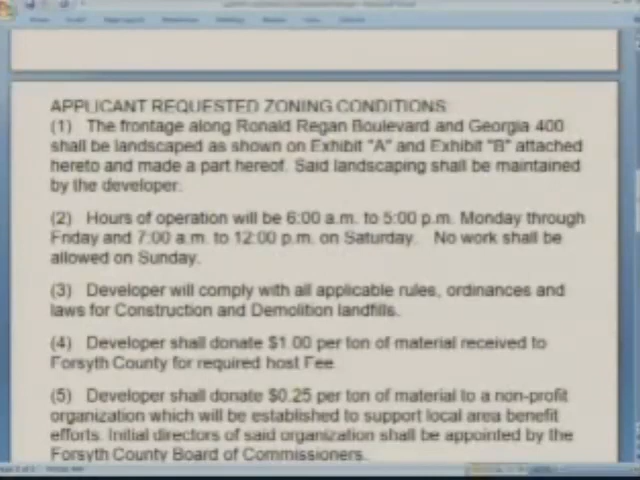 APPLICANT REQUESTED ZONING CONDITIONS:
(1) The frontage along Ronald Regan Boulevard and Georgia 400
shall be landscaped as shown on Exhibit "A" and Exhibit "B" attached
hereto and made a part hereof. Said landscaping shall be maintained
by the developer.
(2) Hours of operation will be 6:00 a.m. to 5:00 p.m. Monday through
Friday and 7:00 a.m. to 12:00 p.m. on Saturday. No work shall be
allowed on Sunday.
(3) Developer will comply with all applicable rules, ordinances and
laws for Construction and Demolition landfills.
(4) Developer shall donate $1.00 per ton of material received to
Forsyth County for required host Fee.
(5) Developer shall donate $0.25 per ton of material to a non-profit
organization which will be established to support local area benefit
efforts. Initial directors of said organization shall be appointed by the
Forsyth County Board of Commissioners.